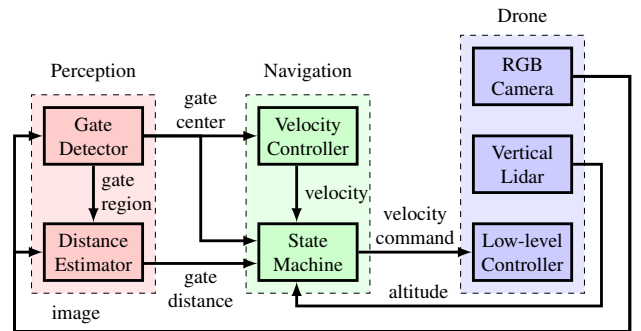 Drone
Perception
Navigation
RGB
Camera
gate
center
Gate
Detector
Velocity
Controller
Vertical
Lidar
gate
region
velocity
velocity
command
Distance
Estimator
State
Machine
Low-level
Controller
gate
distance
altitude
image